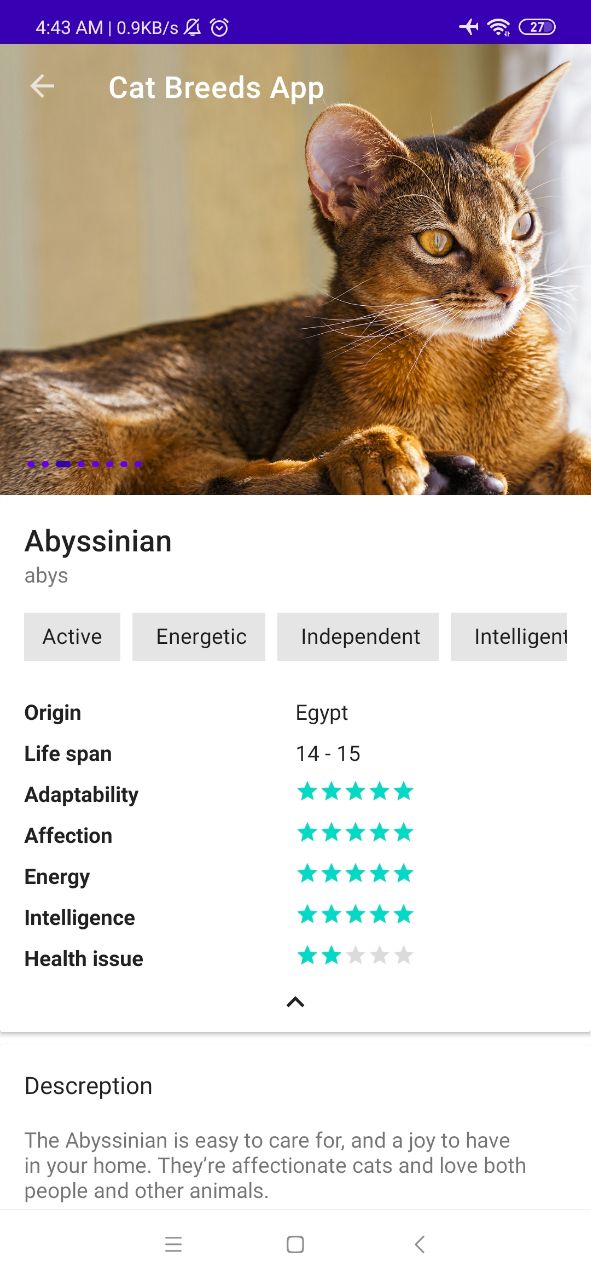 4:43 AM | 0.9KB/s 27
Cat Breeds App
Abyssinian
abys
Active Energetic Independent Intelligent
Origin Egypt
Life span 14 - 15
Adaptability
Affection
Energy
Intelligence
Health issue
Descreption
The Abyssinian is easy to care for, and a joy to have
in your home. They’re affectionate cats and love both
people and other animals.